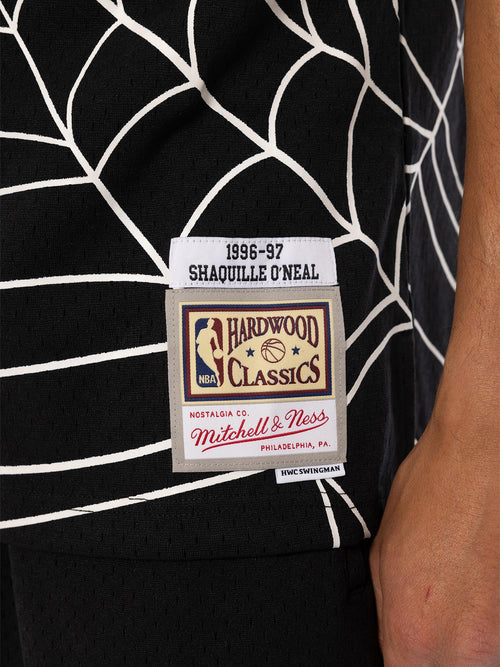 1996-97
SHAQUILLE O'NEAL
HARDWOOD
CLASSICS
NBA
NOSTALGIA CO.
Mitchell & Ness
PHILADELPHIA, PA.
HWC SWINGMAN